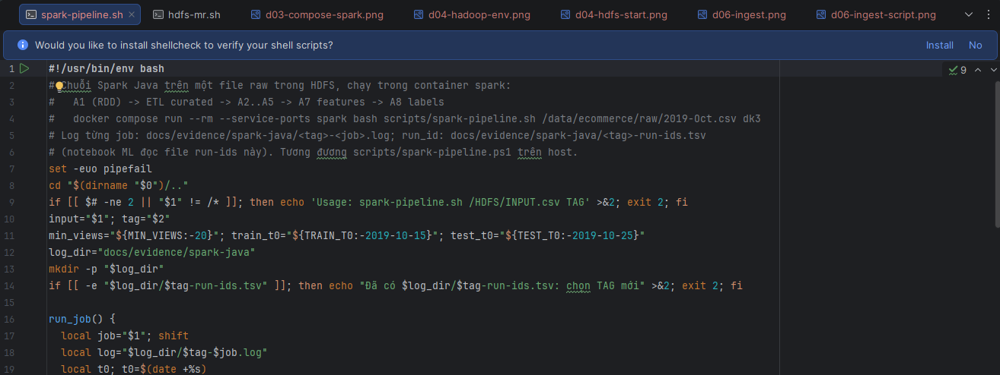 spark-pipeline.sh
hdfs-mr.sh
d03-compose-spark.png
d04-hadoop-env.png
d04-hdfs-start.png
d06-ingest.png
d06-ingest-script.png
Would you like to install shellcheck to verify your shell scripts?
Install
No
9
1 #!/usr/bin/env bash
2 # Chuỗi Spark Java trên một file raw trong HDFS, chạy trong container spark:
3 #   A1 (RDD) -> ETL curated -> A2..A5 -> A7 features -> A8 labels
4 #   docker compose run --rm --service-ports spark bash scripts/spark-pipeline.sh /data/ecommerce/raw/2019-Oct.csv dk3
5 # Log từng job: docs/evidence/spark-java/<tag>-<job>.log; run_id: docs/evidence/spark-java/<tag>-run-ids.tsv
6 # (notebook ML đọc file run-ids này). Tương đương scripts/spark-pipeline.ps1 trên host.
7 set -euo pipefail
8 cd "$(dirname "$0")/.."
9 if [[ $# -ne 2 || "$1" != /* ]]; then echo 'Usage: spark-pipeline.sh /HDFS/INPUT.csv TAG' >&2; exit 2; fi
10 input="$1"; tag="$2"
11 min_views="${MIN_VIEWS:-20}"; train_t0="${TRAIN_T0:-2019-10-15}"; test_t0="${TEST_T0:-2019-10-25}"
12 log_dir="docs/evidence/spark-java"
13 mkdir -p "$log_dir"
14 if [[ -e "$log_dir/$tag-run-ids.tsv" ]]; then echo "Đã có $log_dir/$tag-run-ids.tsv: chọn TAG mới" >&2; exit 2; fi
15
16 run_job() {
17   local job="$1"; shift
18   local log="$log_dir/$tag-$job.log"
19   local t0; t0=$(date +%s)